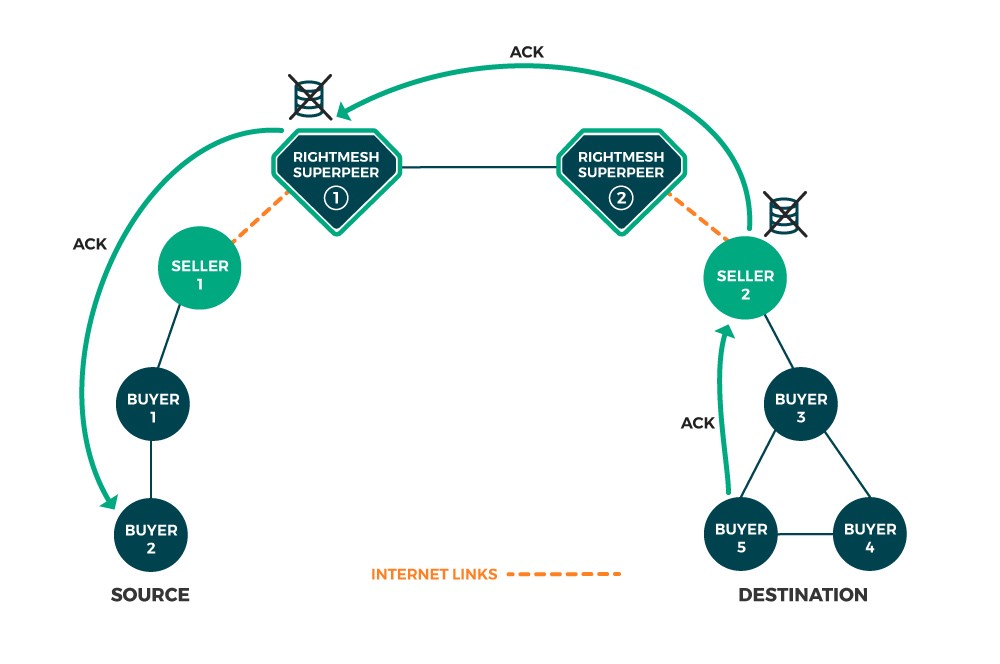 ACK
RIGHTMESH
SUPERPEER
1
RIGHTMESH
SUPERPEER
2
ACK
SELLER
1
SELLER
2
BUYER
1
BUYER
3
ACK
BUYER
2
BUYER
5
BUYER
4
INTERNET LINKS
SOURCE
DESTINATION